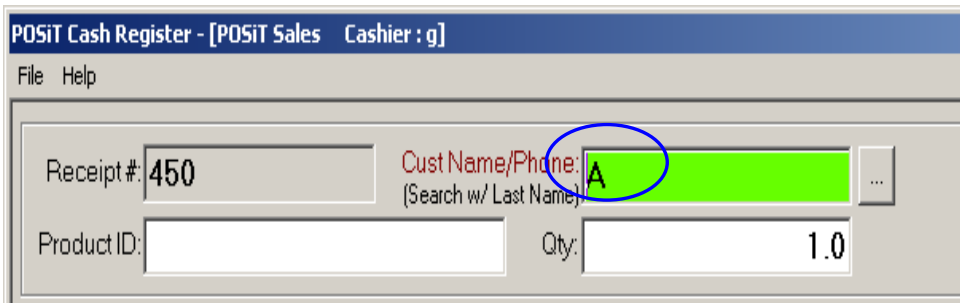 POSiT Cash Register - [POSiT Sales Cashier : g]
File Help
Receipt #: 450 Cust Name/Phone: A ...
(Search w/ Last Name)
Product ID: Qty: 1.0